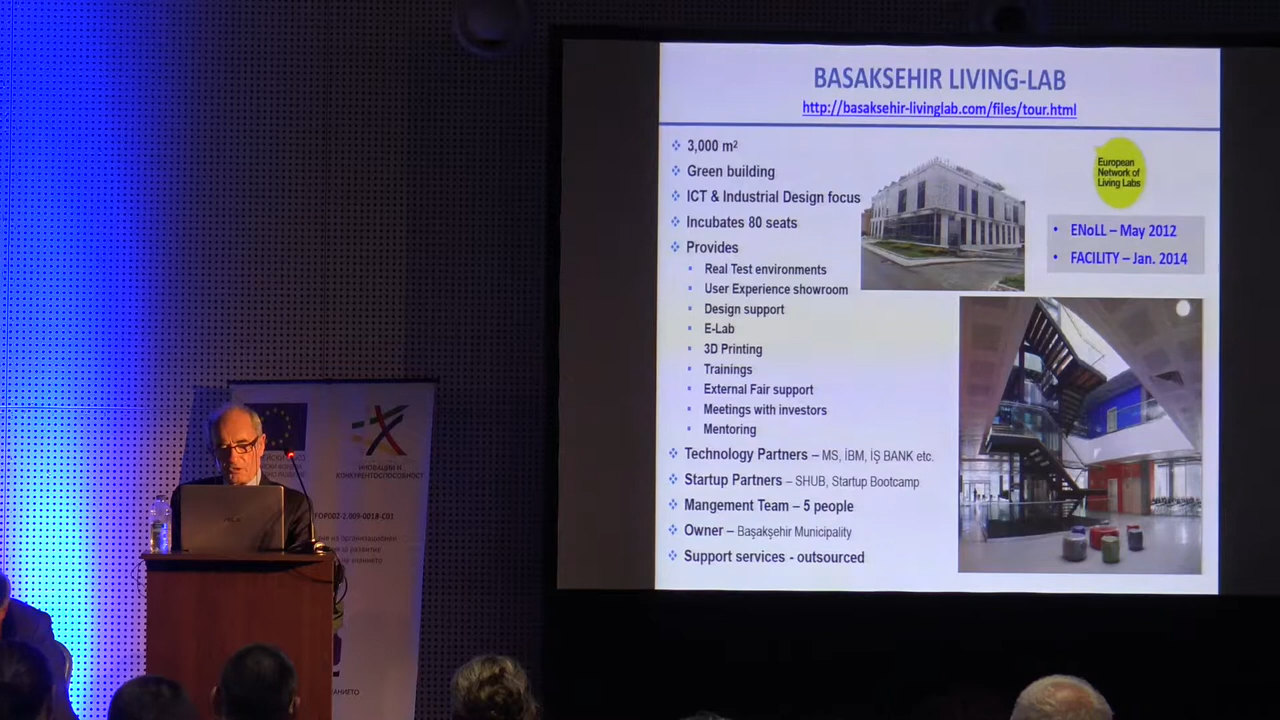 BASAKSEHIR LIVING-LAB
http://basaksehir-livinglab.com/files/tour.html
3,000 m²
Green building
ICT & Industrial Design focus
Incubates 80 seats
Provides
Real Test environments
User Experience showroom
Design support
E-Lab
3D Printing
Trainings
External Fair support
Meetings with investors
Mentoring
Technology Partners – MS, İBM, İŞ BANK etc.
Startup Partners – SHUB, Startup Bootcamp
Mangement Team – 5 people
Owner – Başakşehir Municipality
Support services - outsourced
European
Network of
Living Labs
• ENoLL – May 2012
• FACILITY – Jan. 2014
ИНОВАЦИИ И
КОНКУРЕНТОСПОСОБНОСТ
на организационен
развитие